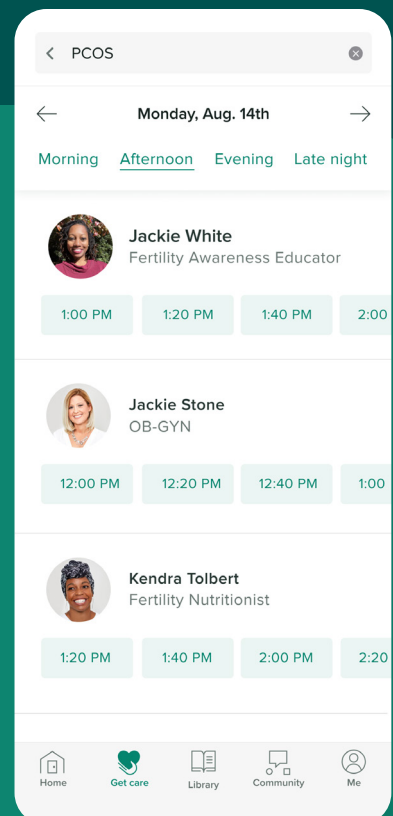 PCOS
Monday, Aug. 14th
Morning Afternoon Evening Late night
Jackie White
Fertility Awareness Educator
1:00 PM 1:20 PM 1:40 PM 2:00
Jackie Stone
OB-GYN
12:00 PM 12:20 PM 12:40 PM 1:00
Kendra Tolbert
Fertility Nutritionist
1:20 PM 1:40 PM 2:00 PM 2:20
Home Get care Library Community Me